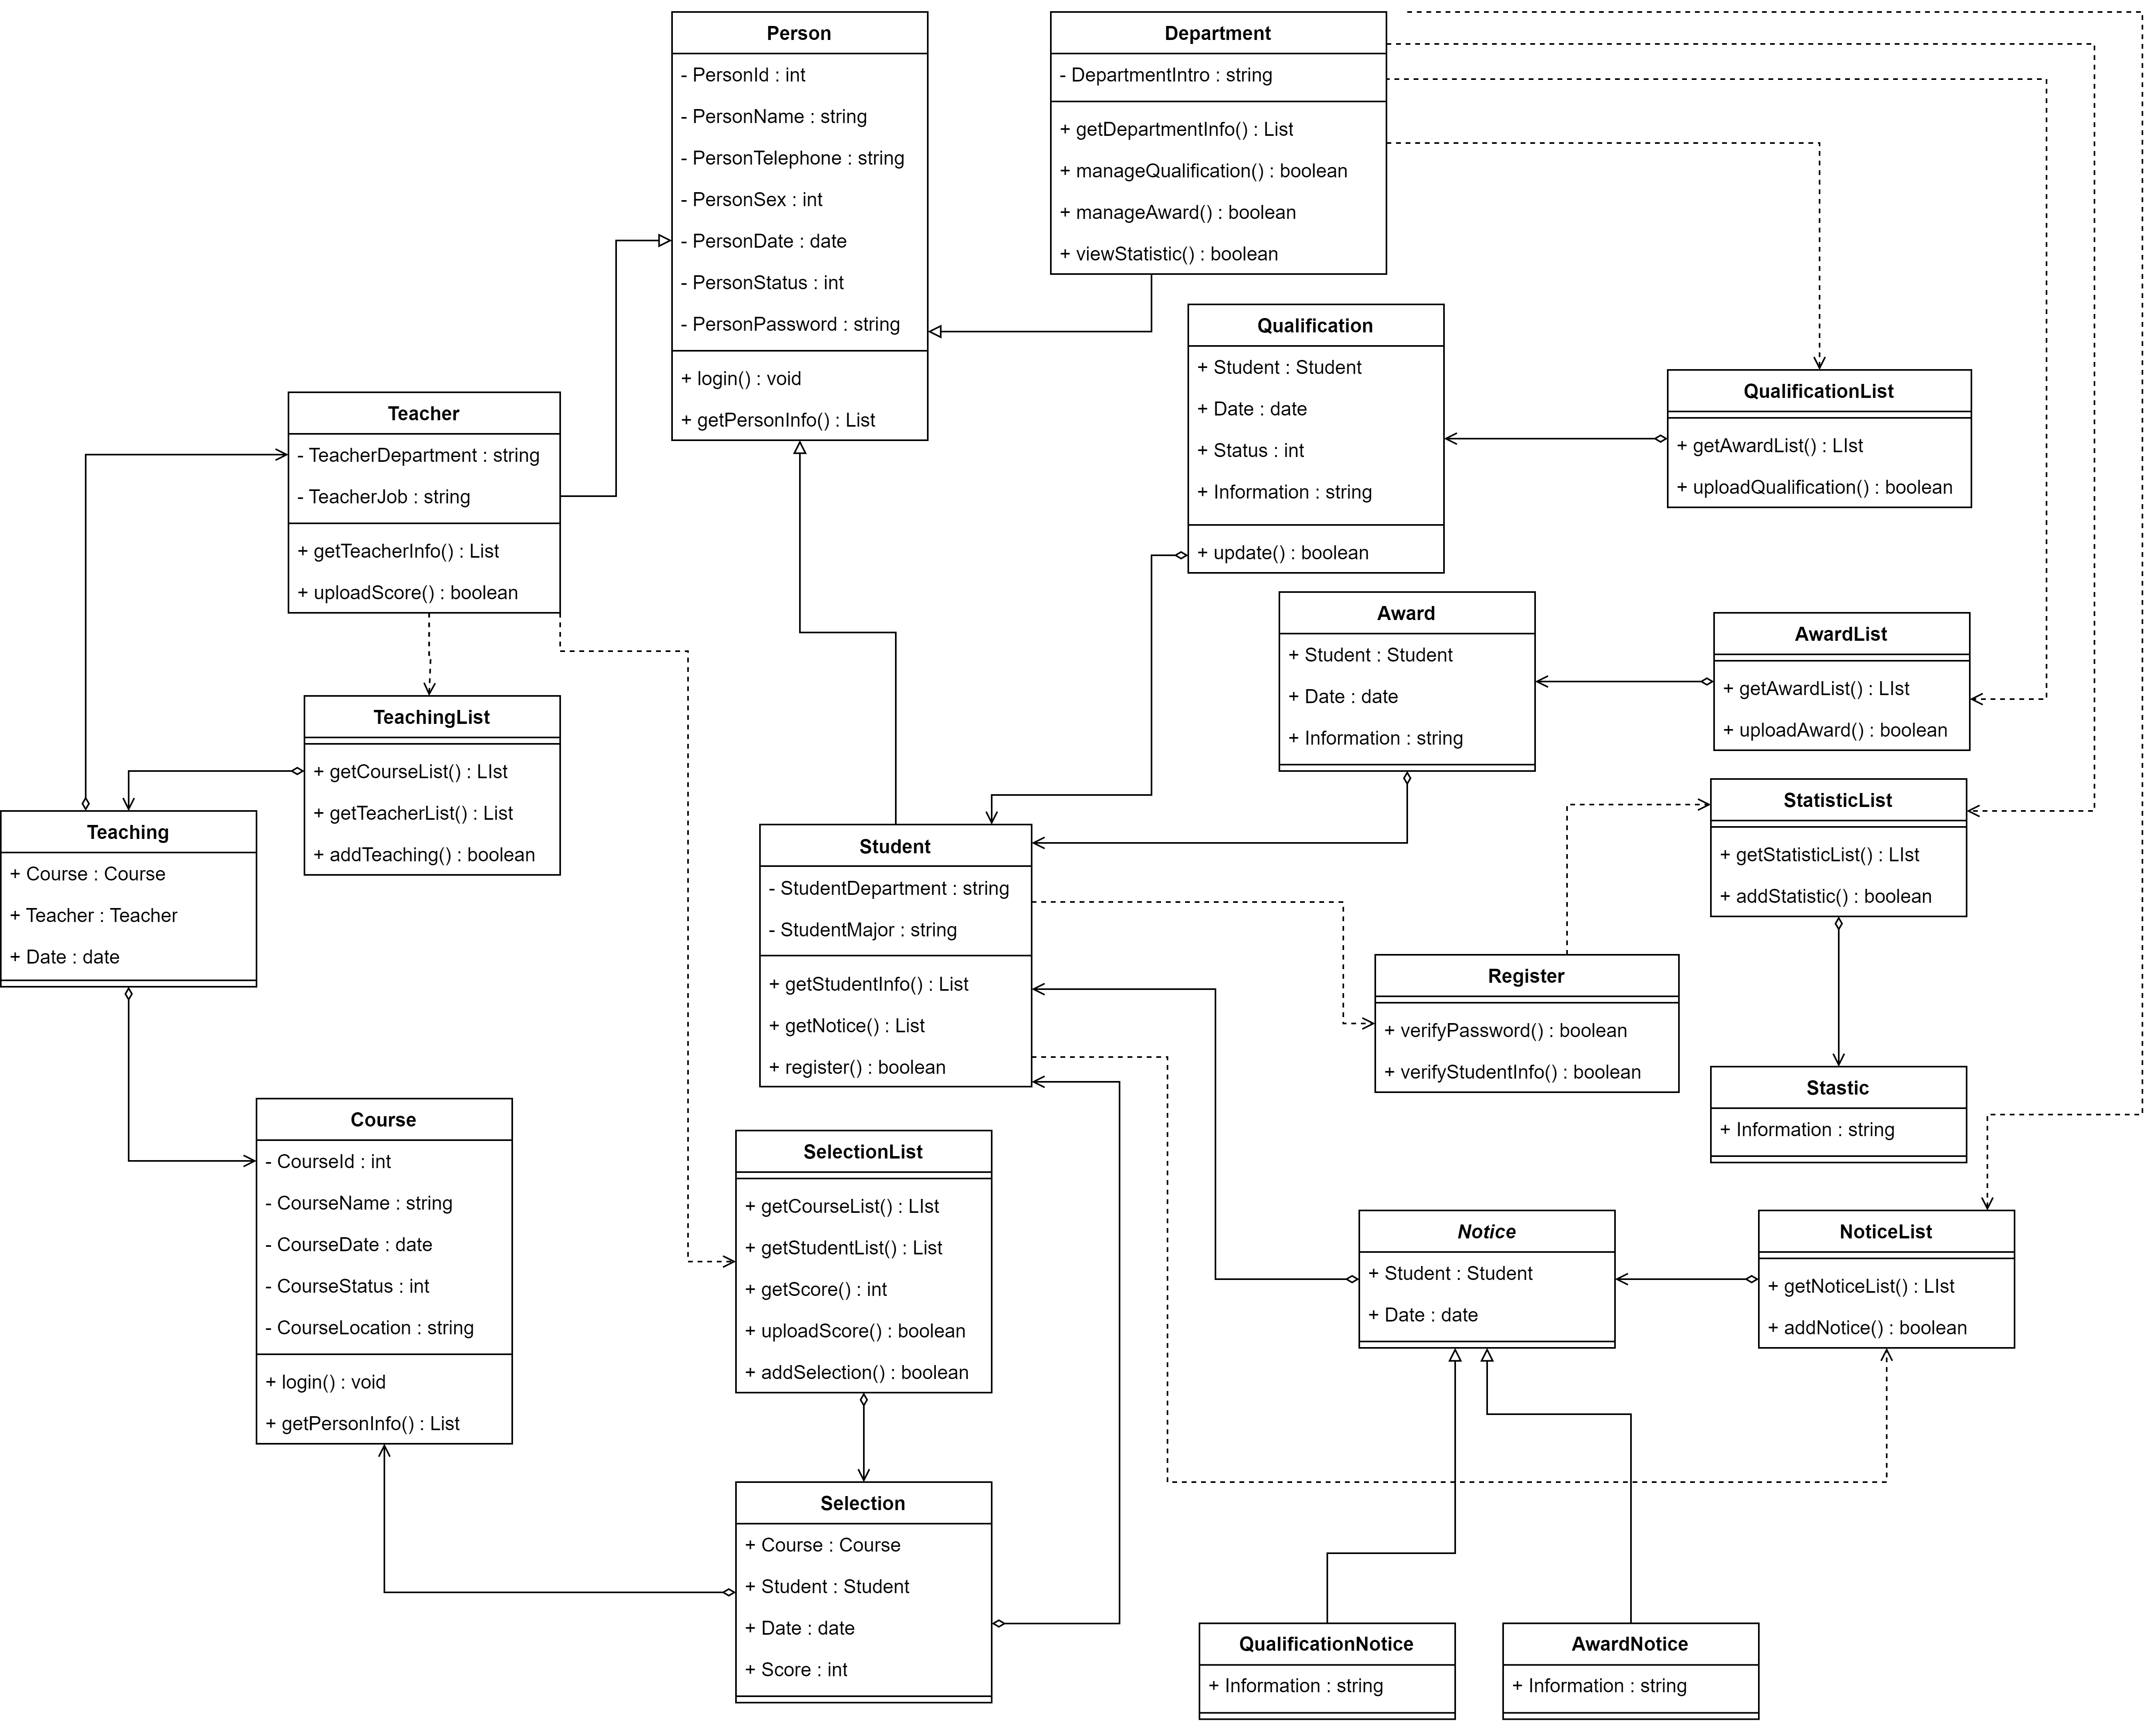 Person
- PersonId : int
- PersonName : string
- PersonTelephone : string
- PersonSex : int
- PersonDate : date
- PersonStatus : int
- PersonPassword : string
+ login() : void
+ getPersonInfo() : List
Department
- DepartmentIntro : string
+ getDepartmentInfo() : List
+ manageQualification() : boolean
+ manageAward() : boolean
+ viewStatistic() : boolean
Qualification
+ Student : Student
+ Date : date
+ Status : int
+ Information : string
+ update() : boolean
QualificationList
+ getAwardList() : LIst
+ uploadQualification() : boolean
Teacher
- TeacherDepartment : string
- TeacherJob : string
+ getTeacherInfo() : List
+ uploadScore() : boolean
Award
+ Student : Student
+ Date : date
+ Information : string
AwardList
+ getAwardList() : LIst
+ uploadAward() : boolean
TeachingList
+ getCourseList() : LIst
+ getTeacherList() : List
+ addTeaching() : boolean
Teaching
+ Course : Course
+ Teacher : Teacher
+ Date : date
Student
- StudentDepartment : string
- StudentMajor : string
+ getStudentInfo() : List
+ getNotice() : List
+ register() : boolean
StatisticList
+ getStatisticList() : LIst
+ addStatistic() : boolean
Register
+ verifyPassword() : boolean
+ verifyStudentInfo() : boolean
Stastic
+ Information : string
Course
- CourseId : int
- CourseName : string
- CourseDate : date
- CourseStatus : int
- CourseLocation : string
+ login() : void
+ getPersonInfo() : List
SelectionList
+ getCourseList() : LIst
+ getStudentList() : List
+ getScore() : int
+ uploadScore() : boolean
+ addSelection() : boolean
Notice
+ Student : Student
+ Date : date
NoticeList
+ getNoticeList() : LIst
+ addNotice() : boolean
Selection
+ Course : Course
+ Student : Student
+ Date : date
+ Score : int
QualificationNotice
+ Information : string
AwardNotice
+ Information : string